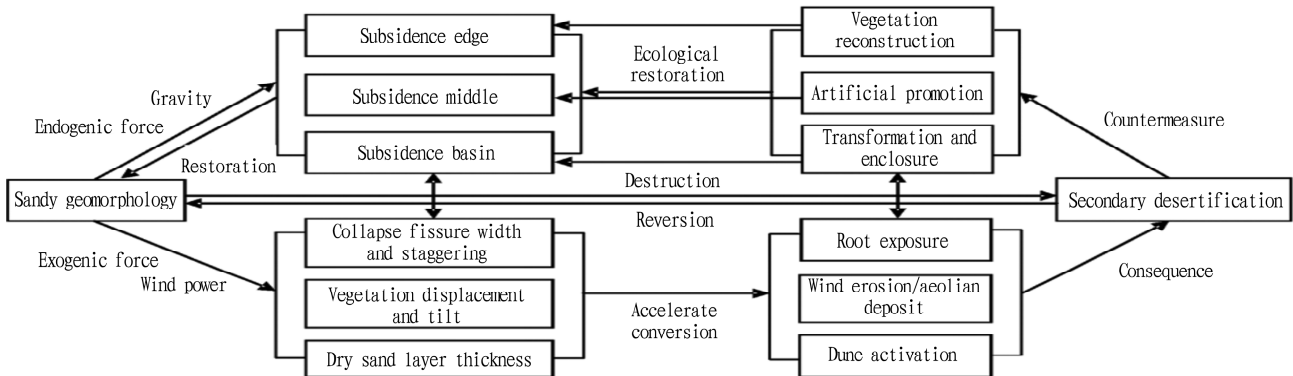 Subsidence edge
Vegetation
reconstruction
Ecological
restoration
Gravity
Subsidence middle
Artificial promotion
Endogenic force
Countermeasure
Restoration
Subsidence basin
Transformation and
enclosure
Sandy geomorphology
Destruction
Secondary desertification
Reversion
Exogenic force
Wind power
Collapse fissure width
and staggering
Root exposure
Consequence
Vegetation displacement
and tilt
Accelerate
conversion
Wind erosion/aeolian
deposit
Dry sand layer thickness
Dune activation